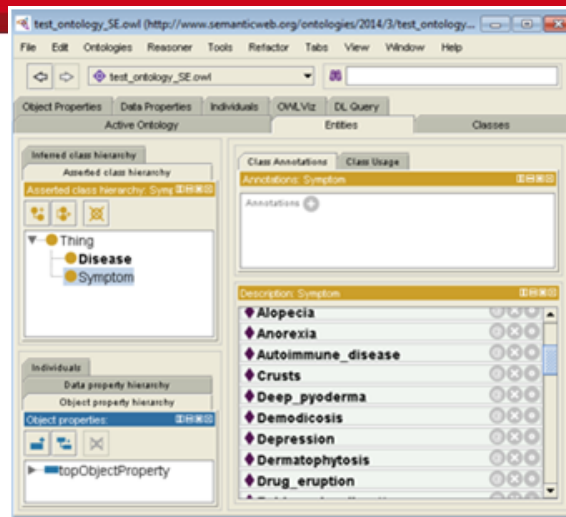 test_ontology_SE.owl (http://www.semanticweb.org/ontologies/2014/3/test_ontology...
File Edit Ontologies Reasoner Tools Refactor Tabs View Window Help
test_ontology_SE.owl
Object Properties Data Properties Individuals OWLViz DL Query
Active Ontology Entities Classes
Inferred class hierarchy
Asserted class hierarchy
Asserted class hierarchy: Symp
Thing
Disease
Symptom
Class Annotations Class Usage
Annotations: Symptom
Annotations
Description: Symptom
Alopecia
Anorexia
Autoimmune_disease
Crusts
Deep_pyoderma
Demodicosis
Depression
Dermatophytosis
Drug_eruption
Individuals
Data property hierarchy
Object property hierarchy
Object properties:
topObjectProperty